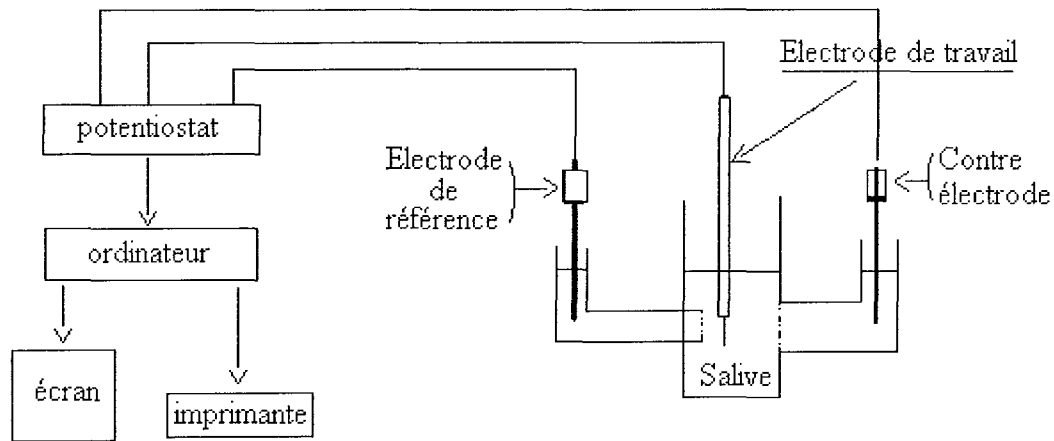 Electrode de travail
potentiostat
Electrode
de
référence
Contre
électrode
ordinateur
Salive
écran
imprimante